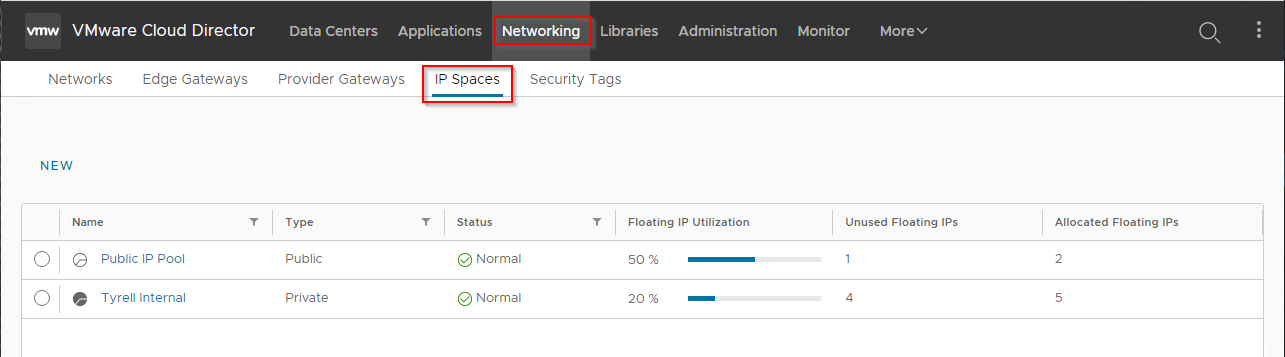 vmw VMware Cloud Director Data Centers Applications Networking Libraries Administration Monitor More
Networks Edge Gateways Provider Gateways IP Spaces Security Tags
NEW
Name Type Status Floating IP Utilization Unused Floating IPs Allocated Floating IPs
Public IP Pool Public Normal 50 % 1 2
Tyrell Internal Private Normal 20 % 4 5